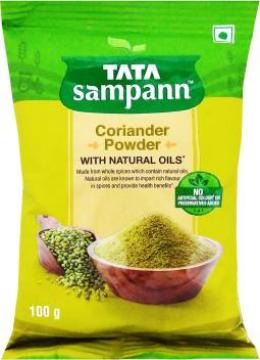 TATA
sampann™
Coriander
Powder
WITH NATURAL OILS*
Made from whole spices which contain natural oils.
Natural oils are known to impart rich flavour
in spices and provide health benefits*
NO
ARTIFICIAL COLOUR* OR
PRESERVATIVES ADDED
100 g